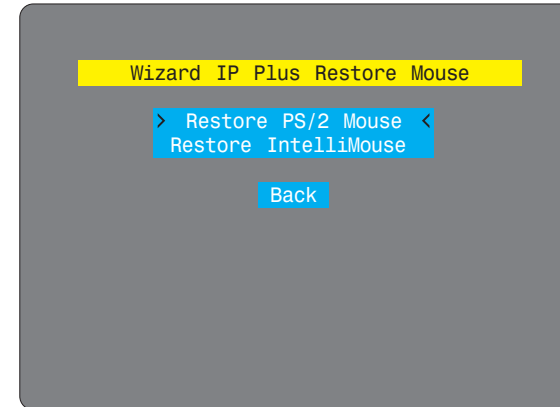 Wizard IP Plus Restore Mouse
> Restore PS/2 Mouse <
Restore IntelliMouse
Back